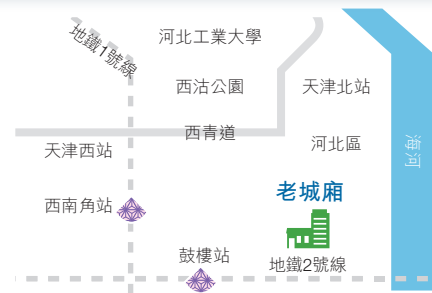 地鐵1號線
河北工業大學
西沽公園
天津北站
西青道
河北區
天津西站
海河
老城廂
西南角站
鼓樓站
地鐵2號線